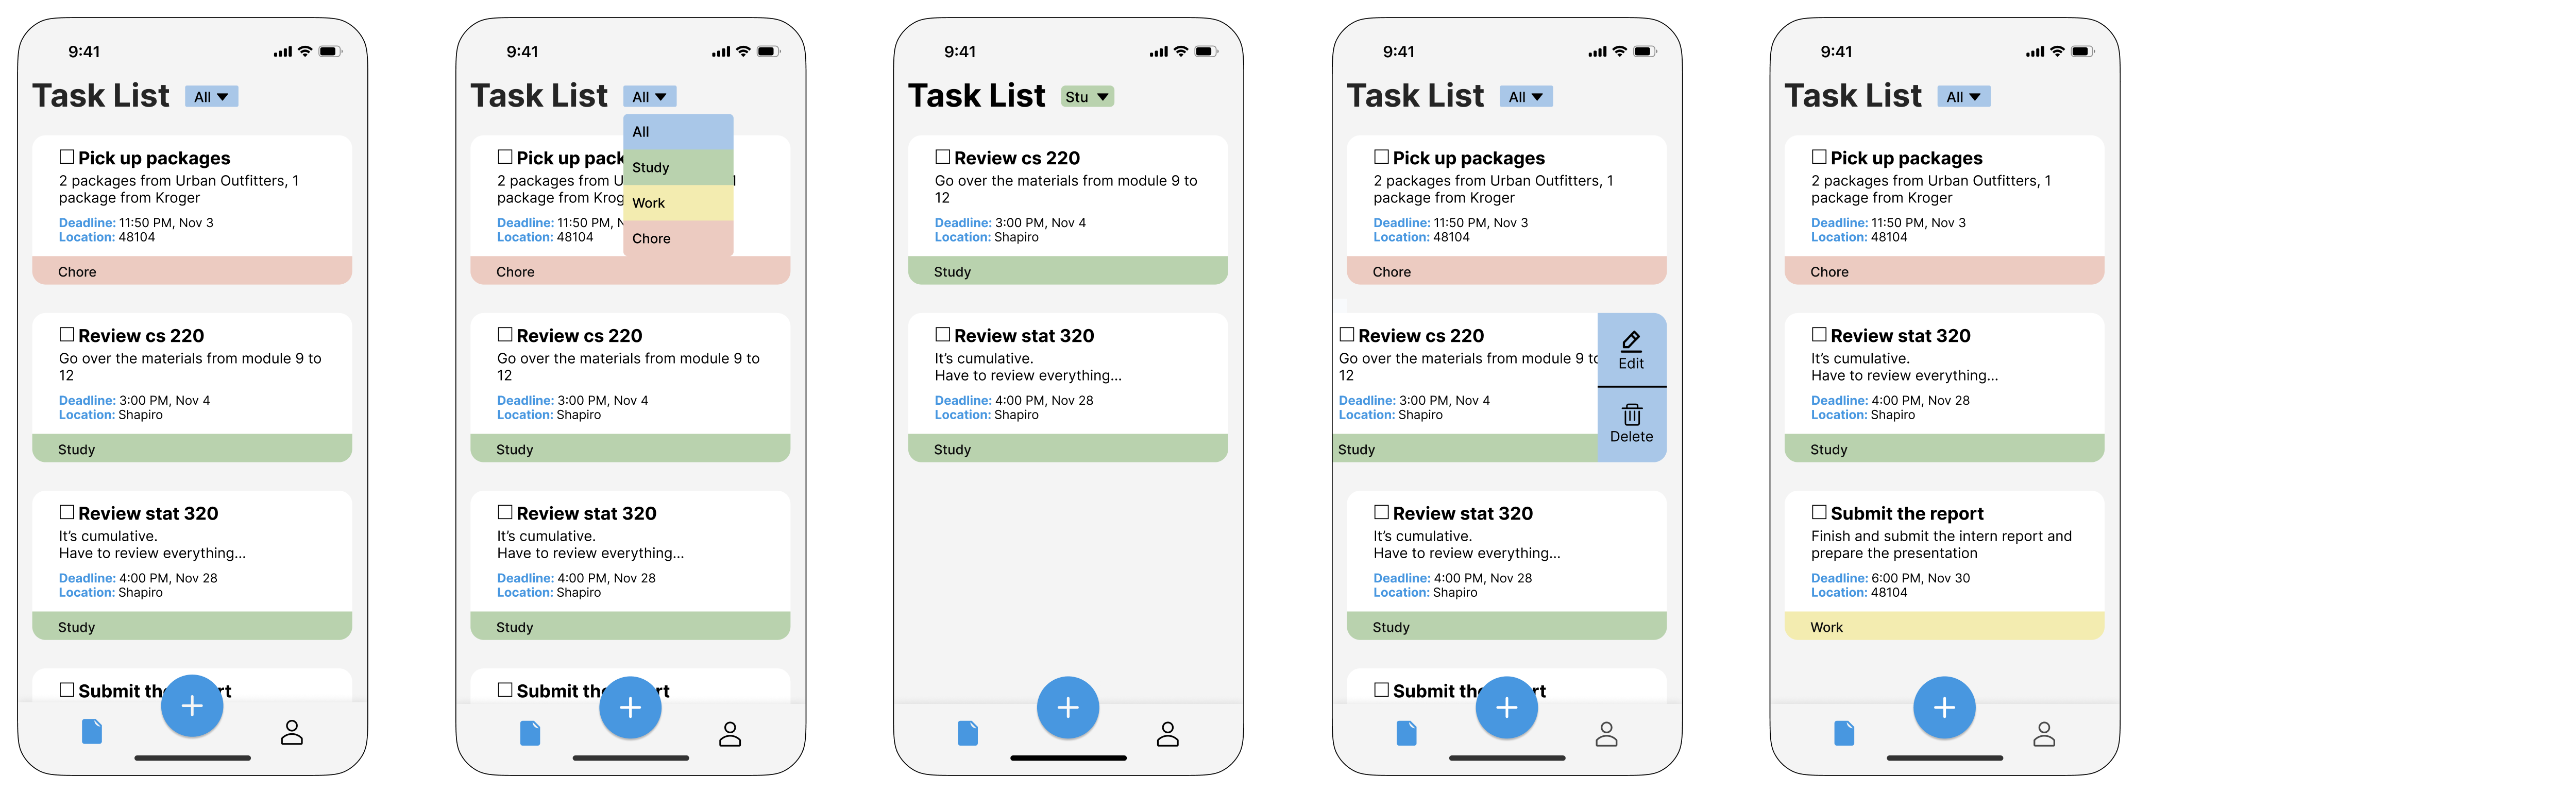 9:41
Task List All
Pick up packages
2 packages from Urban Outfitters, 1
package from Kroger
Deadline: 11:50 PM, Nov 3
Location: 48104
Chore
Review cs 220
Go over the materials from module 9 to
12
Deadline: 3:00 PM, Nov 4
Location: Shapiro
Study
Review stat 320
It's cumulative.
Have to review everything...
Deadline: 4:00 PM, Nov 28
Location: Shapiro
Study
Submit th rt
9:41
Task List All
All
Study
Work
Chore
Pick up pack
2 packages from U 1
package from Krog
Deadline: 11:50 PM, N
Location: 48104
Chore
Review cs 220
Go over the materials from module 9 to
12
Deadline: 3:00 PM, Nov 4
Location: Shapiro
Study
Review stat 320
It's cumulative.
Have to review everything...
Deadline: 4:00 PM, Nov 28
Location: Shapiro
Study
Submit th rt
9:41
Task List Stu
Review cs 220
Go over the materials from module 9 to
12
Deadline: 3:00 PM, Nov 4
Location: Shapiro
Study
Review stat 320
It's cumulative.
Have to review everything...
Deadline: 4:00 PM, Nov 28
Location: Shapiro
Study
9:41
Task List All
Pick up packages
2 packages from Urban Outfitters, 1
package from Kroger
Deadline: 11:50 PM, Nov 3
Location: 48104
Chore
Review cs 220
Go over the materials from module 9 to
12
Deadline: 3:00 PM, Nov 4
Location: Shapiro
Study
Edit
Delete
Review stat 320
It's cumulative.
Have to review everything...
Deadline: 4:00 PM, Nov 28
Location: Shapiro
Study
Submit th rt
9:41
Task List All
Pick up packages
2 packages from Urban Outfitters, 1
package from Kroger
Deadline: 11:50 PM, Nov 3
Location: 48104
Chore
Review stat 320
It's cumulative.
Have to review everything...
Deadline: 4:00 PM, Nov 28
Location: Shapiro
Study
Submit the report
Finish and submit the intern report and
prepare the presentation
Deadline: 6:00 PM, Nov 30
Location: 48104
Work